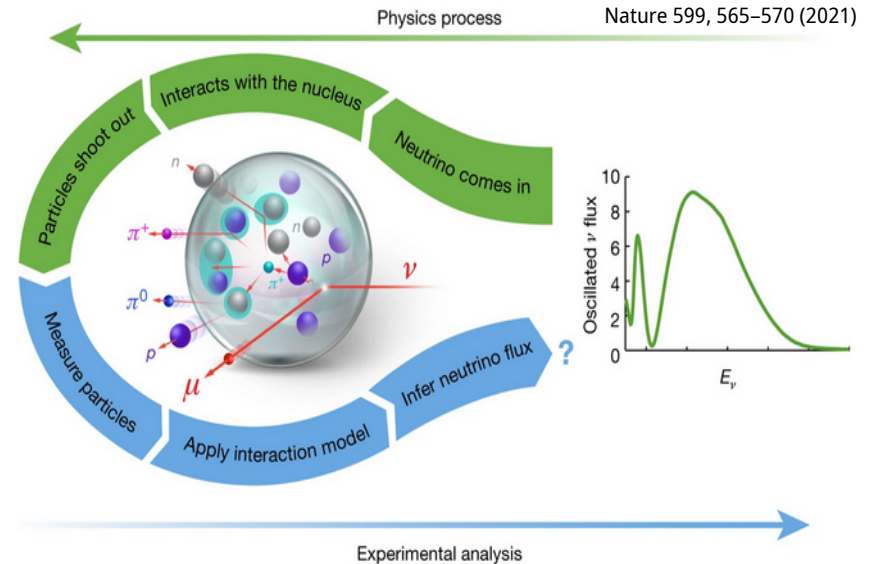 Physics process
Nature 599, 565–570 (2021)
Neutrino comes in
Interacts with the nucleus
Particles shoot out
n
π+
π0
p
μ
n
p
π+
ν
Measure particles
Apply interaction model
Infer neutrino flux
?
Oscillated ν flux
10
8
6
4
2
0
Eν
Experimental analysis